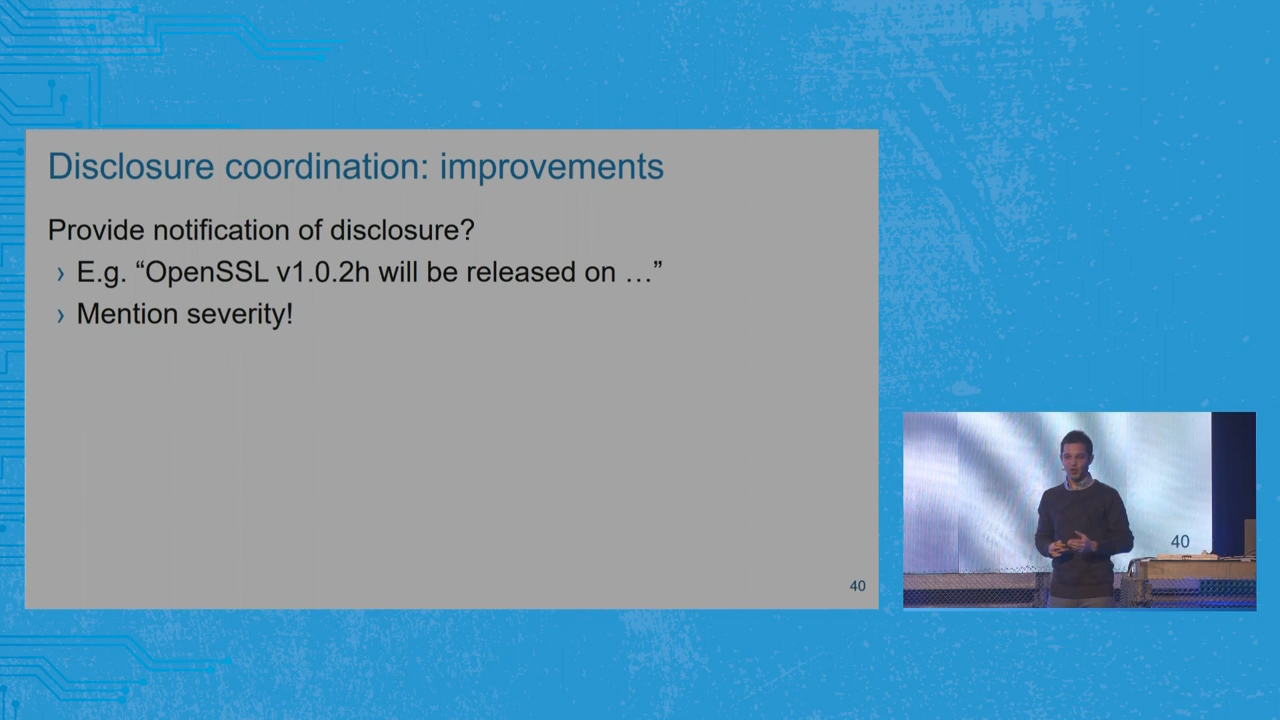 Disclosure coordination: improvements
Provide notification of disclosure?
› E.g. “OpenSSL v1.0.2h will be released on …”
› Mention severity!
40
40